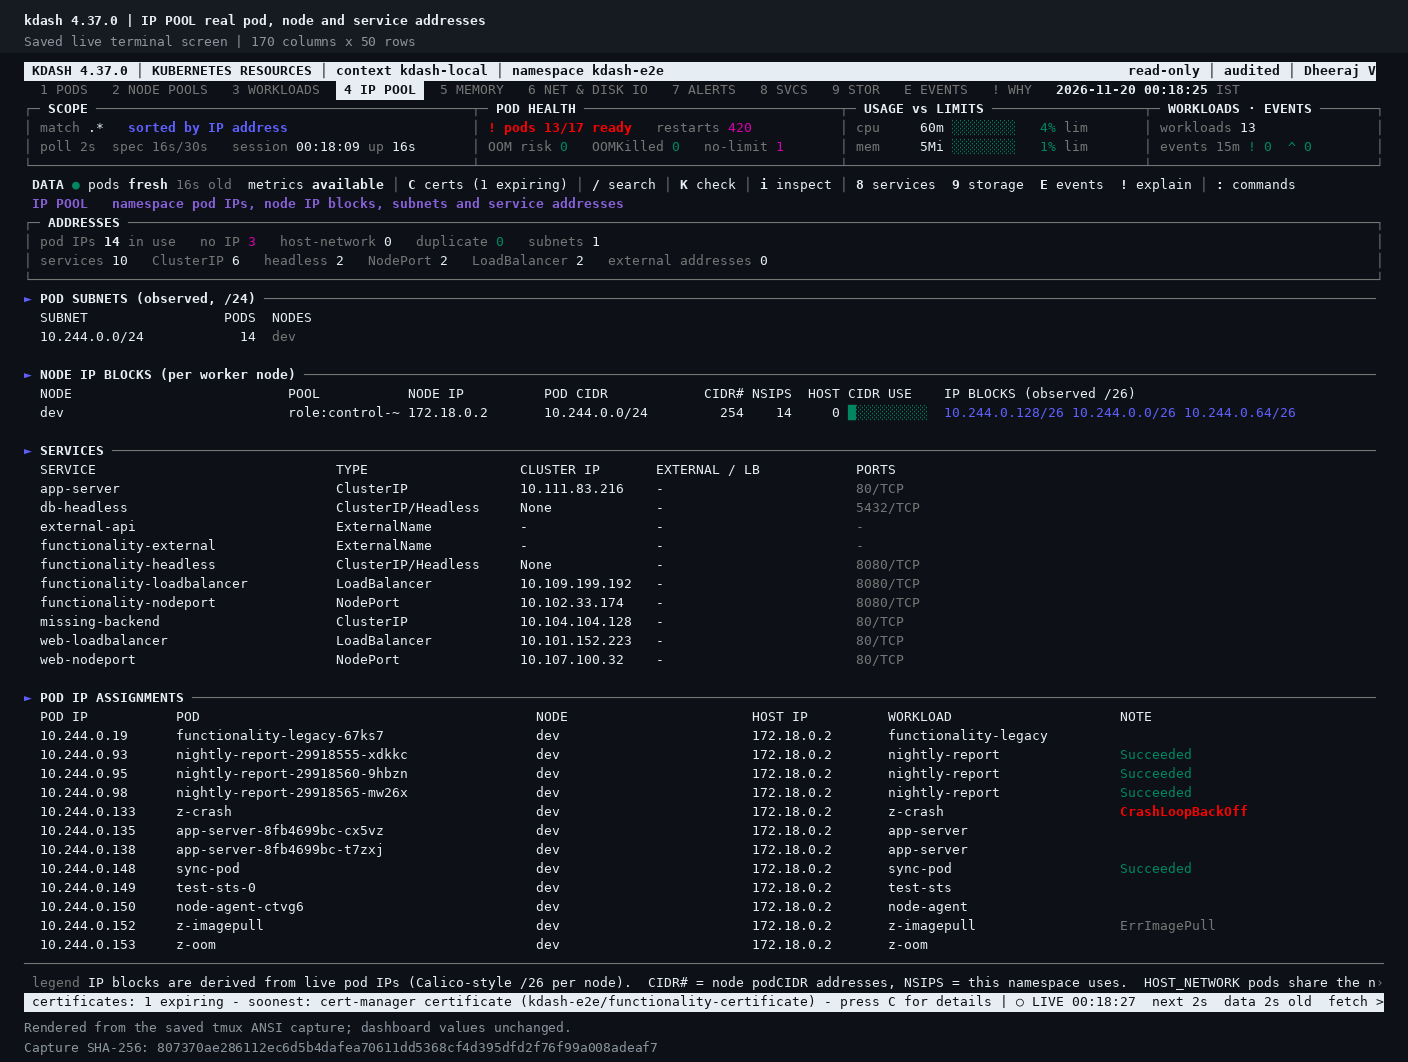 kdash 4.37.0 | IP POOL real pod, node and service addresses
Saved live terminal screen | 170 columns x 50 rows
KDASH 4.37.0 │ KUBERNETES RESOURCES │ context kdash-local │ namespace kdash-e2e read-only │ audited │ Dheeraj V
1 PODS 2 NODE POOLS 3 WORKLOADS 4 IP POOL 5 MEMORY 6 NET & DISK IO 7 ALERTS 8 SVCS 9 STOR E EVENTS ! WHY 2026-11-20 00:18:25 IST
SCOPE POD HEALTH USAGE vs LIMITS WORKLOADS · EVENTS
match .* sorted by IP address │ ! pods 13/17 ready restarts 420 │ cpu 60m 4% lim │ workloads 13
poll 2s spec 16s/30s session 00:18:09 up 16s │ OOM risk 0 OOMKilled 0 no-limit 1 │ mem 5Mi 1% lim │ events 15m ! 0 ^ 0
DATA ● pods fresh 16s old metrics available │ C certs (1 expiring) │ / search │ K check │ i inspect │ 8 services 9 storage E events ! explain │ : commands
IP POOL namespace pod IPs, node IP blocks, subnets and service addresses
ADDRESSES
pod IPs 14 in use no IP 3 host-network 0 duplicate 0 subnets 1
services 10 ClusterIP 6 headless 2 NodePort 2 LoadBalancer 2 external addresses 0
► POD SUBNETS (observed, /24)
SUBNET PODS NODES
10.244.0.0/24 14 dev
► NODE IP BLOCKS (per worker node)
NODE POOL NODE IP POD CIDR CIDR# NSIPS HOST CIDR USE IP BLOCKS (observed /26)
dev role:control-~ 172.18.0.2 10.244.0.0/24 254 14 0 10.244.0.128/26 10.244.0.0/26 10.244.0.64/26
► SERVICES
SERVICE TYPE CLUSTER IP EXTERNAL / LB PORTS
app-server ClusterIP 10.111.83.216 - 80/TCP
db-headless ClusterIP/Headless None - 5432/TCP
external-api ExternalName - - -
functionality-external ExternalName - - -
functionality-headless ClusterIP/Headless None - 8080/TCP
functionality-loadbalancer LoadBalancer 10.109.199.192 - 8080/TCP
functionality-nodeport NodePort 10.102.33.174 - 8080/TCP
missing-backend ClusterIP 10.104.104.128 - 80/TCP
web-loadbalancer LoadBalancer 10.101.152.223 - 80/TCP
web-nodeport NodePort 10.107.100.32 - 80/TCP
► POD IP ASSIGNMENTS
POD IP POD NODE HOST IP WORKLOAD NOTE
10.244.0.19 functionality-legacy-67ks7 dev 172.18.0.2 functionality-legacy
10.244.0.93 nightly-report-29918555-xdkkc dev 172.18.0.2 nightly-report Succeeded
10.244.0.95 nightly-report-29918560-9hbzn dev 172.18.0.2 nightly-report Succeeded
10.244.0.98 nightly-report-29918565-mw26x dev 172.18.0.2 nightly-report Succeeded
10.244.0.133 z-crash dev 172.18.0.2 z-crash CrashLoopBackOff
10.244.0.135 app-server-8fb4699bc-cx5vz dev 172.18.0.2 app-server
10.244.0.138 app-server-8fb4699bc-t7zxj dev 172.18.0.2 app-server
10.244.0.148 sync-pod dev 172.18.0.2 sync-pod Succeeded
10.244.0.149 test-sts-0 dev 172.18.0.2 test-sts
10.244.0.150 node-agent-ctvg6 dev 172.18.0.2 node-agent
10.244.0.152 z-imagepull dev 172.18.0.2 z-imagepull ErrImagePull
10.244.0.153 z-oom dev 172.18.0.2 z-oom
legend IP blocks are derived from live pod IPs (Calico-style /26 per node). CIDR# = node podCIDR addresses, NSIPS = this namespace uses. HOST_NETWORK pods share the n›
certificates: 1 expiring - soonest: cert-manager certificate (kdash-e2e/functionality-certificate) - press C for details | ○ LIVE 00:18:27 next 2s data 2s old fetch >
Rendered from the saved tmux ANSI capture; dashboard values unchanged.
Capture SHA-256: 807370ae286112ec6d5b4dafea70611dd5368cf4d395dfd2f76f99a008adeaf7